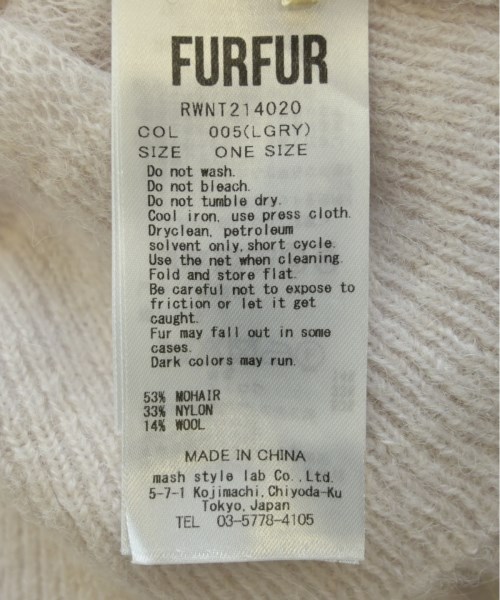 FURFUR
RWNT214020
COL 005(LGRY)
SIZE ONE SIZE
Do not wash.
Do not bleach.
Do not tumble dry.
Cool iron, use press cloth.
Dryclean, petroleum
solvent only, short cycle.
Use the net when cleaning.
Fold and store flat.
Be careful not to expose to
friction or let it get
caught.
Fur may fall out in some
cases.
Dark colors may run.
53% MOHAIR
33% NYLON
14% WOOL
MADE IN CHINA
mash style lab Co.,Ltd.
5-7-1 Kojimachi,Chiyoda-Ku
Tokyo,Japan
TEL 03-5778-4105